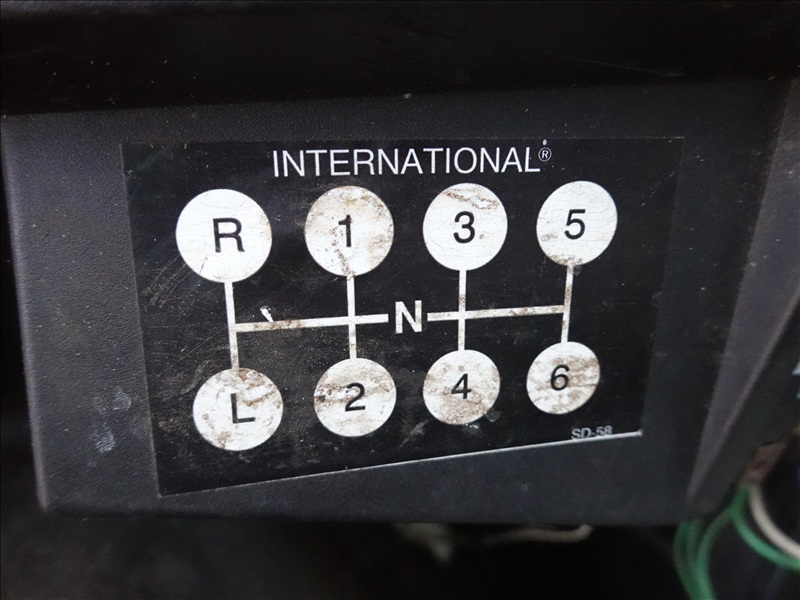 INTERNATIONAL®
R 1 3 5
N
L 2 4 6
SD-58